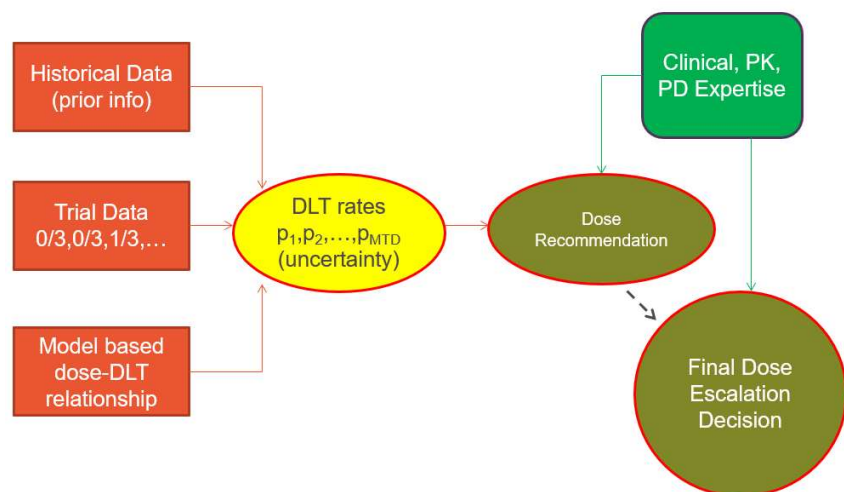 Historical Data
(prior info)
Trial Data
0/3,0/3,1/3,…
Model based
dose-DLT
relationship
DLT rates
p₁,p₂,…,pMTD
(uncertainty)
Dose
Recommendation
Clinical, PK,
PD Expertise
Final Dose
Escalation
Decision